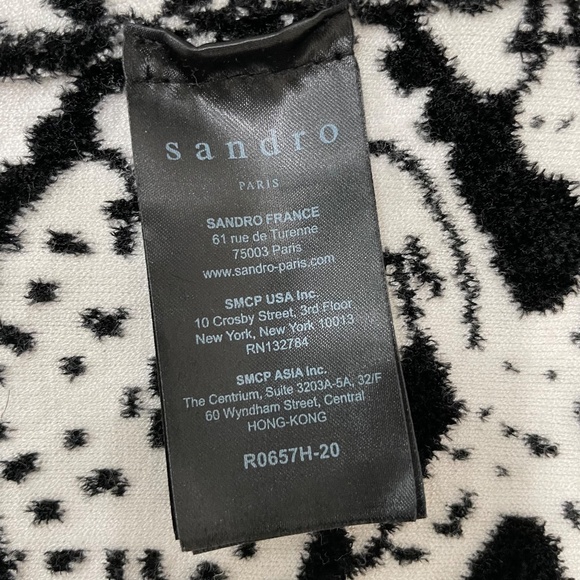 sandro
PARIS
SANDRO FRANCE
61 rue de Turenne
75003 Paris
www.sandro-paris.com
SMCP USA Inc.
10 Crosby Street, 3rd Floor
New York, New York 10013
RN132784
SMCP ASIA Inc.
The Centrium, Suite 3203A-5A, 32/F
60 Wyndham Street, Central
HONG-KONG
R0657H-20